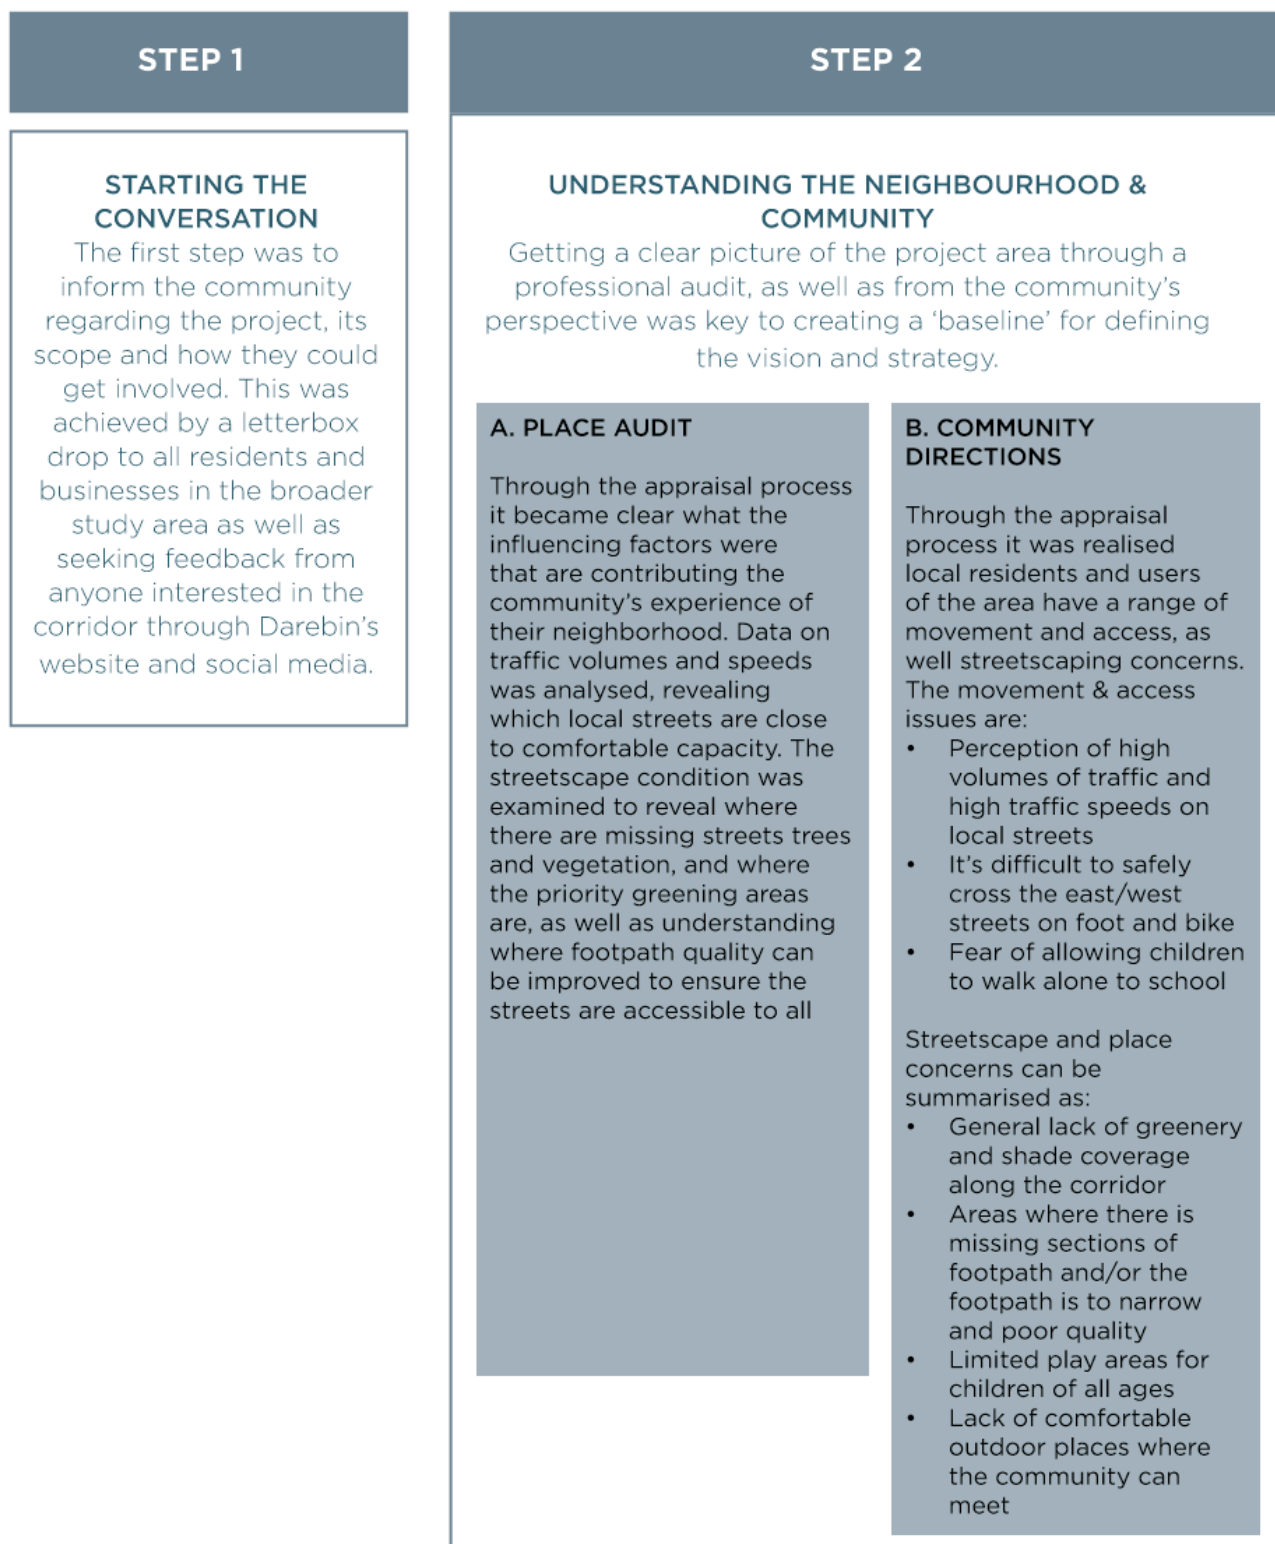 STEP 1
STARTING THE
CONVERSATION
The first step was to
inform the community
regarding the project, its
scope and how they could
get involved. This was
achieved by a letterbox
drop to all residents and
businesses in the broader
study area as well as
seeking feedback from
anyone interested in the
corridor through Darebin’s
website and social media.
STEP 2
UNDERSTANDING THE NEIGHBOURHOOD &
COMMUNITY
Getting a clear picture of the project area through a
professional audit, as well as from the community’s
perspective was key to creating a ‘baseline’ for defining
the vision and strategy.
A. PLACE AUDIT
Through the appraisal process
it became clear what the
influencing factors were
that are contributing the
community’s experience of
their neighborhood. Data on
traffic volumes and speeds
was analysed, revealing
which local streets are close
to comfortable capacity. The
streetscape condition was
examined to reveal where
there are missing streets trees
and vegetation, and where
the priority greening areas
are, as well as understanding
where footpath quality can
be improved to ensure the
streets are accessible to all
B. COMMUNITY
DIRECTIONS
Through the appraisal
process it was realised
local residents and users
of the area have a range of
movement and access, as
well streetscaping concerns.
The movement & access
issues are:
• Perception of high
volumes of traffic and
high traffic speeds on
local streets
• It’s difficult to safely
cross the east/west
streets on foot and bike
• Fear of allowing children
to walk alone to school
Streetscape and place
concerns can be
summarised as:
• General lack of greenery
and shade coverage
along the corridor
• Areas where there is
missing sections of
footpath and/or the
footpath is to narrow
and poor quality
• Limited play areas for
children of all ages
• Lack of comfortable
outdoor places where
the community can
meet